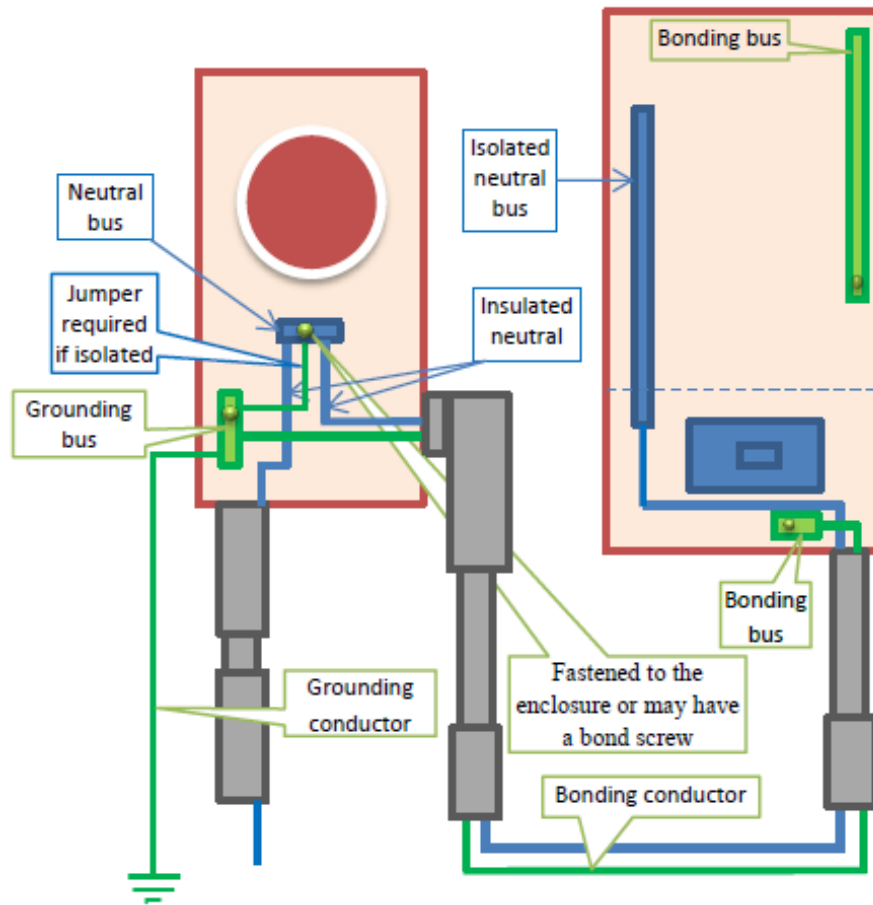 Bonding bus
Isolated
neutral
bus
Neutral
bus
Jumper
required
if isolated
Insulated
neutral
Grounding
bus
Bonding
bus
Fastened to the
enclosure or may have
a bond screw
Grounding
conductor
Bonding conductor